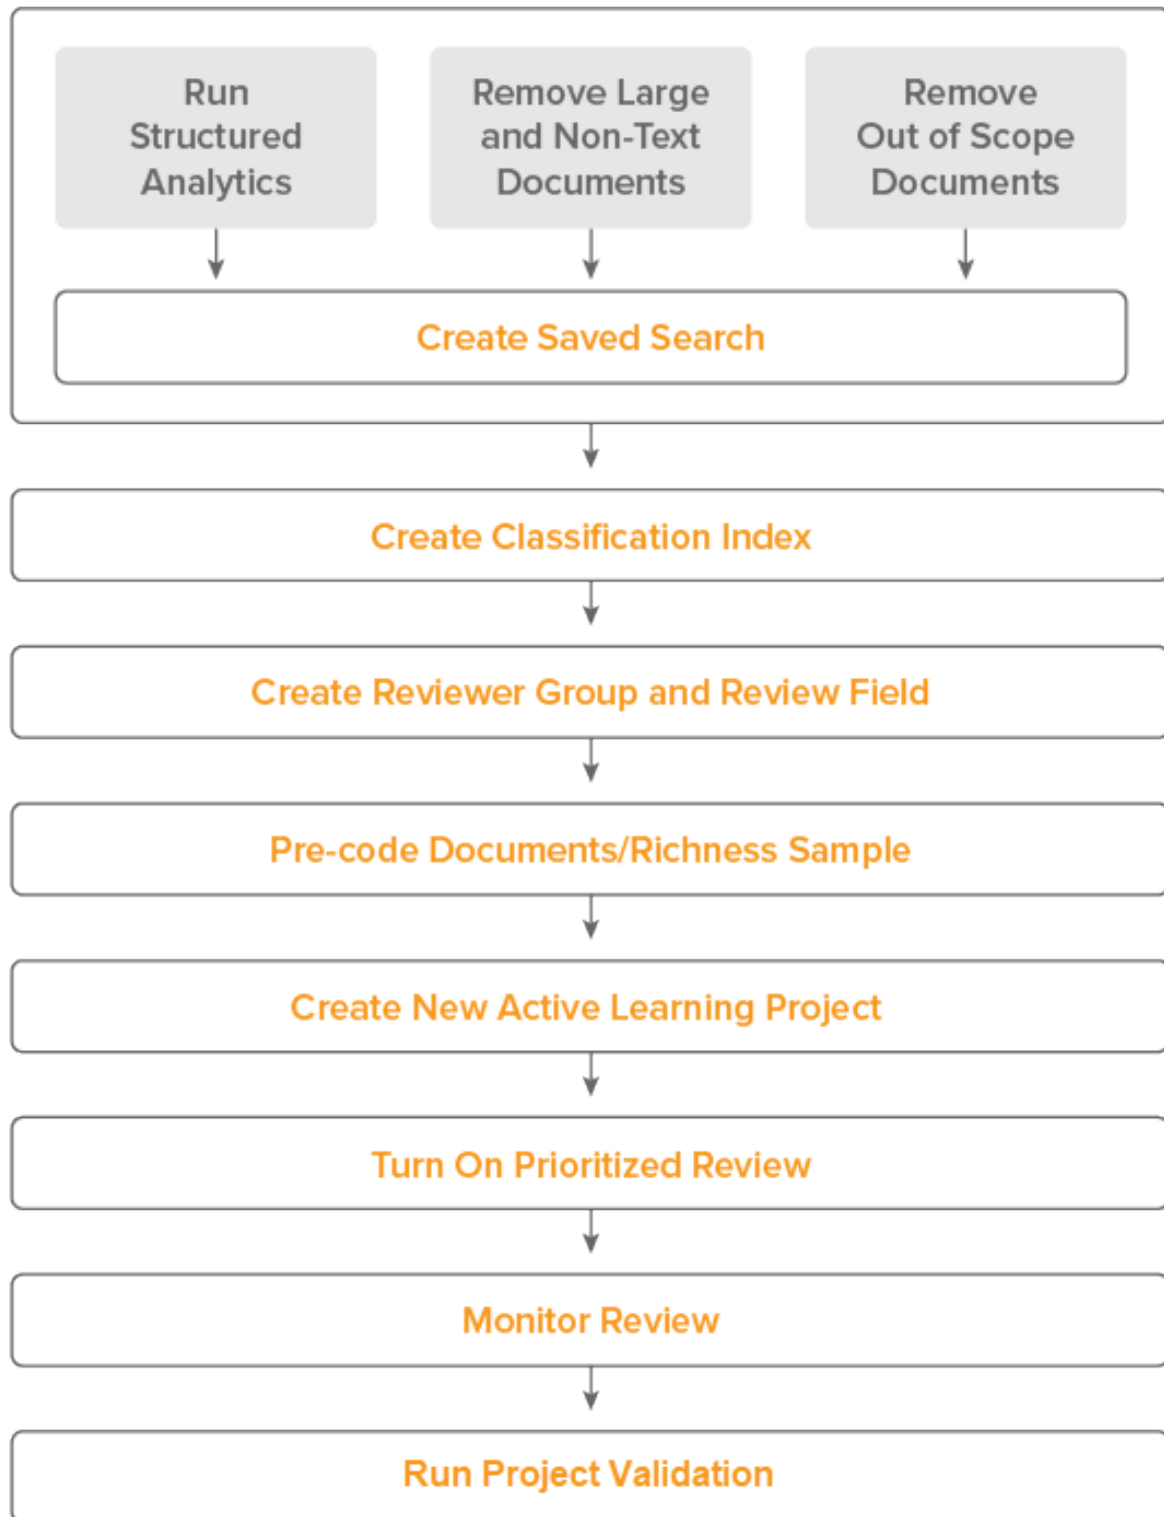 Run
Structured
Analytics
Remove Large
and Non-Text
Documents
Remove
Out of Scope
Documents
Create Saved Search
Create Classification Index
Create Reviewer Group and Review Field
Pre-code Documents/Richness Sample
Create New Active Learning Project
Turn On Prioritized Review
Monitor Review
Run Project Validation